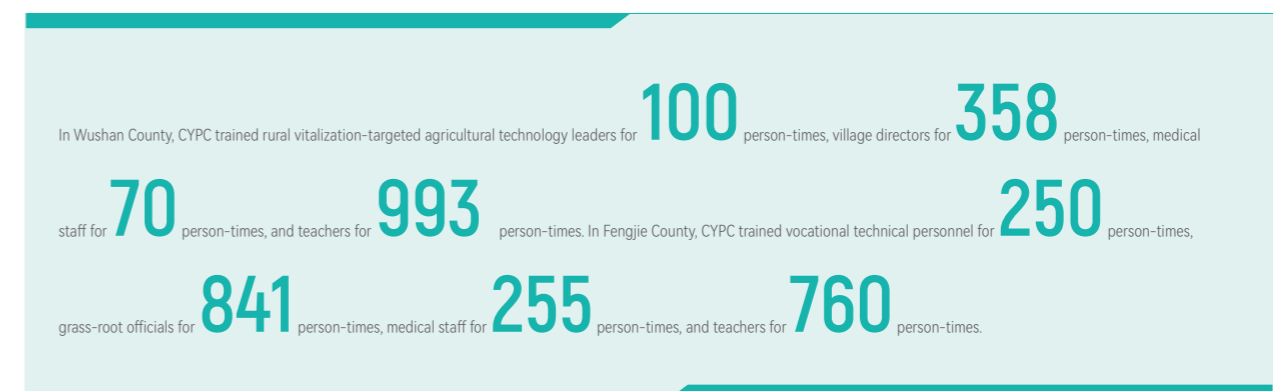 In Wushan County, CYPC trained rural vitalization-targeted agricultural technology leaders for 100 person-times, village directors for 358 person-times, medical
staff for 70 person-times, and teachers for 993 person-times. In Fengjie County, CYPC trained vocational technical personnel for 250 person-times,
grass-root officials for 841 person-times, medical staff for 255 person-times, and teachers for 760 person-times.